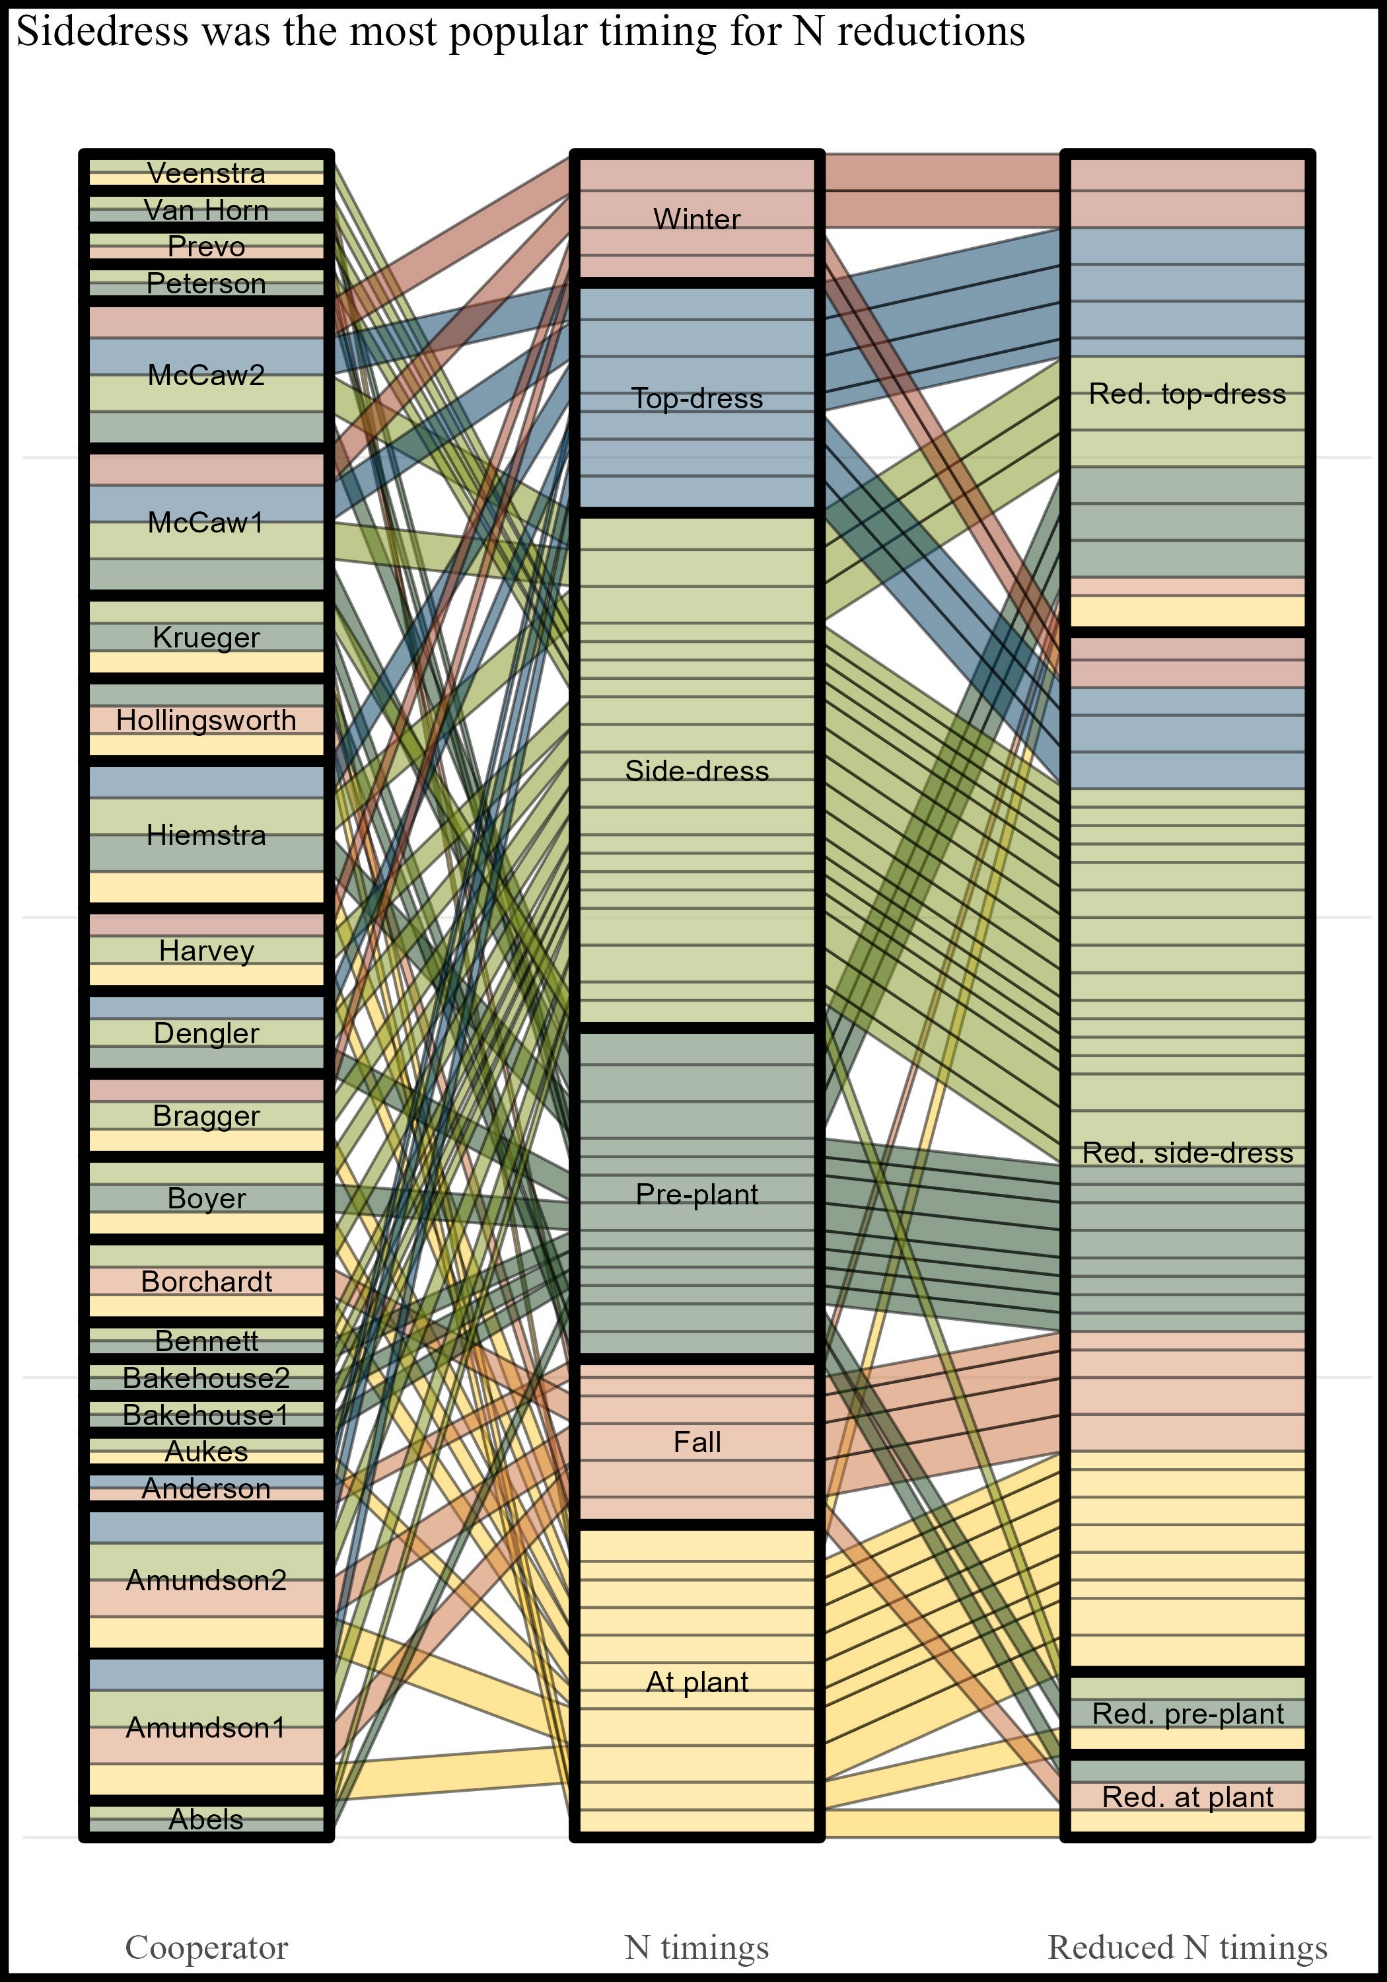 Sidedress was the most popular timing for N reductions
Veenstra
Van Horn
Prevo
Peterson
McCaw2
McCaw1
Krueger
Hollingsworth
Hiemstra
Harvey
Dengler
Bragger
Boyer
Borchardt
Bennett
Bakehouse2
Bakehouse1
Aukes
Anderson
Amundson2
Amundson1
Abels
Winter
Top-dress
Side-dress
Pre-plant
Fall
At plant
Red. top-dress
Red. side-dress
Red. pre-plant
Red. at plant
Cooperator
N timings
Reduced N timings